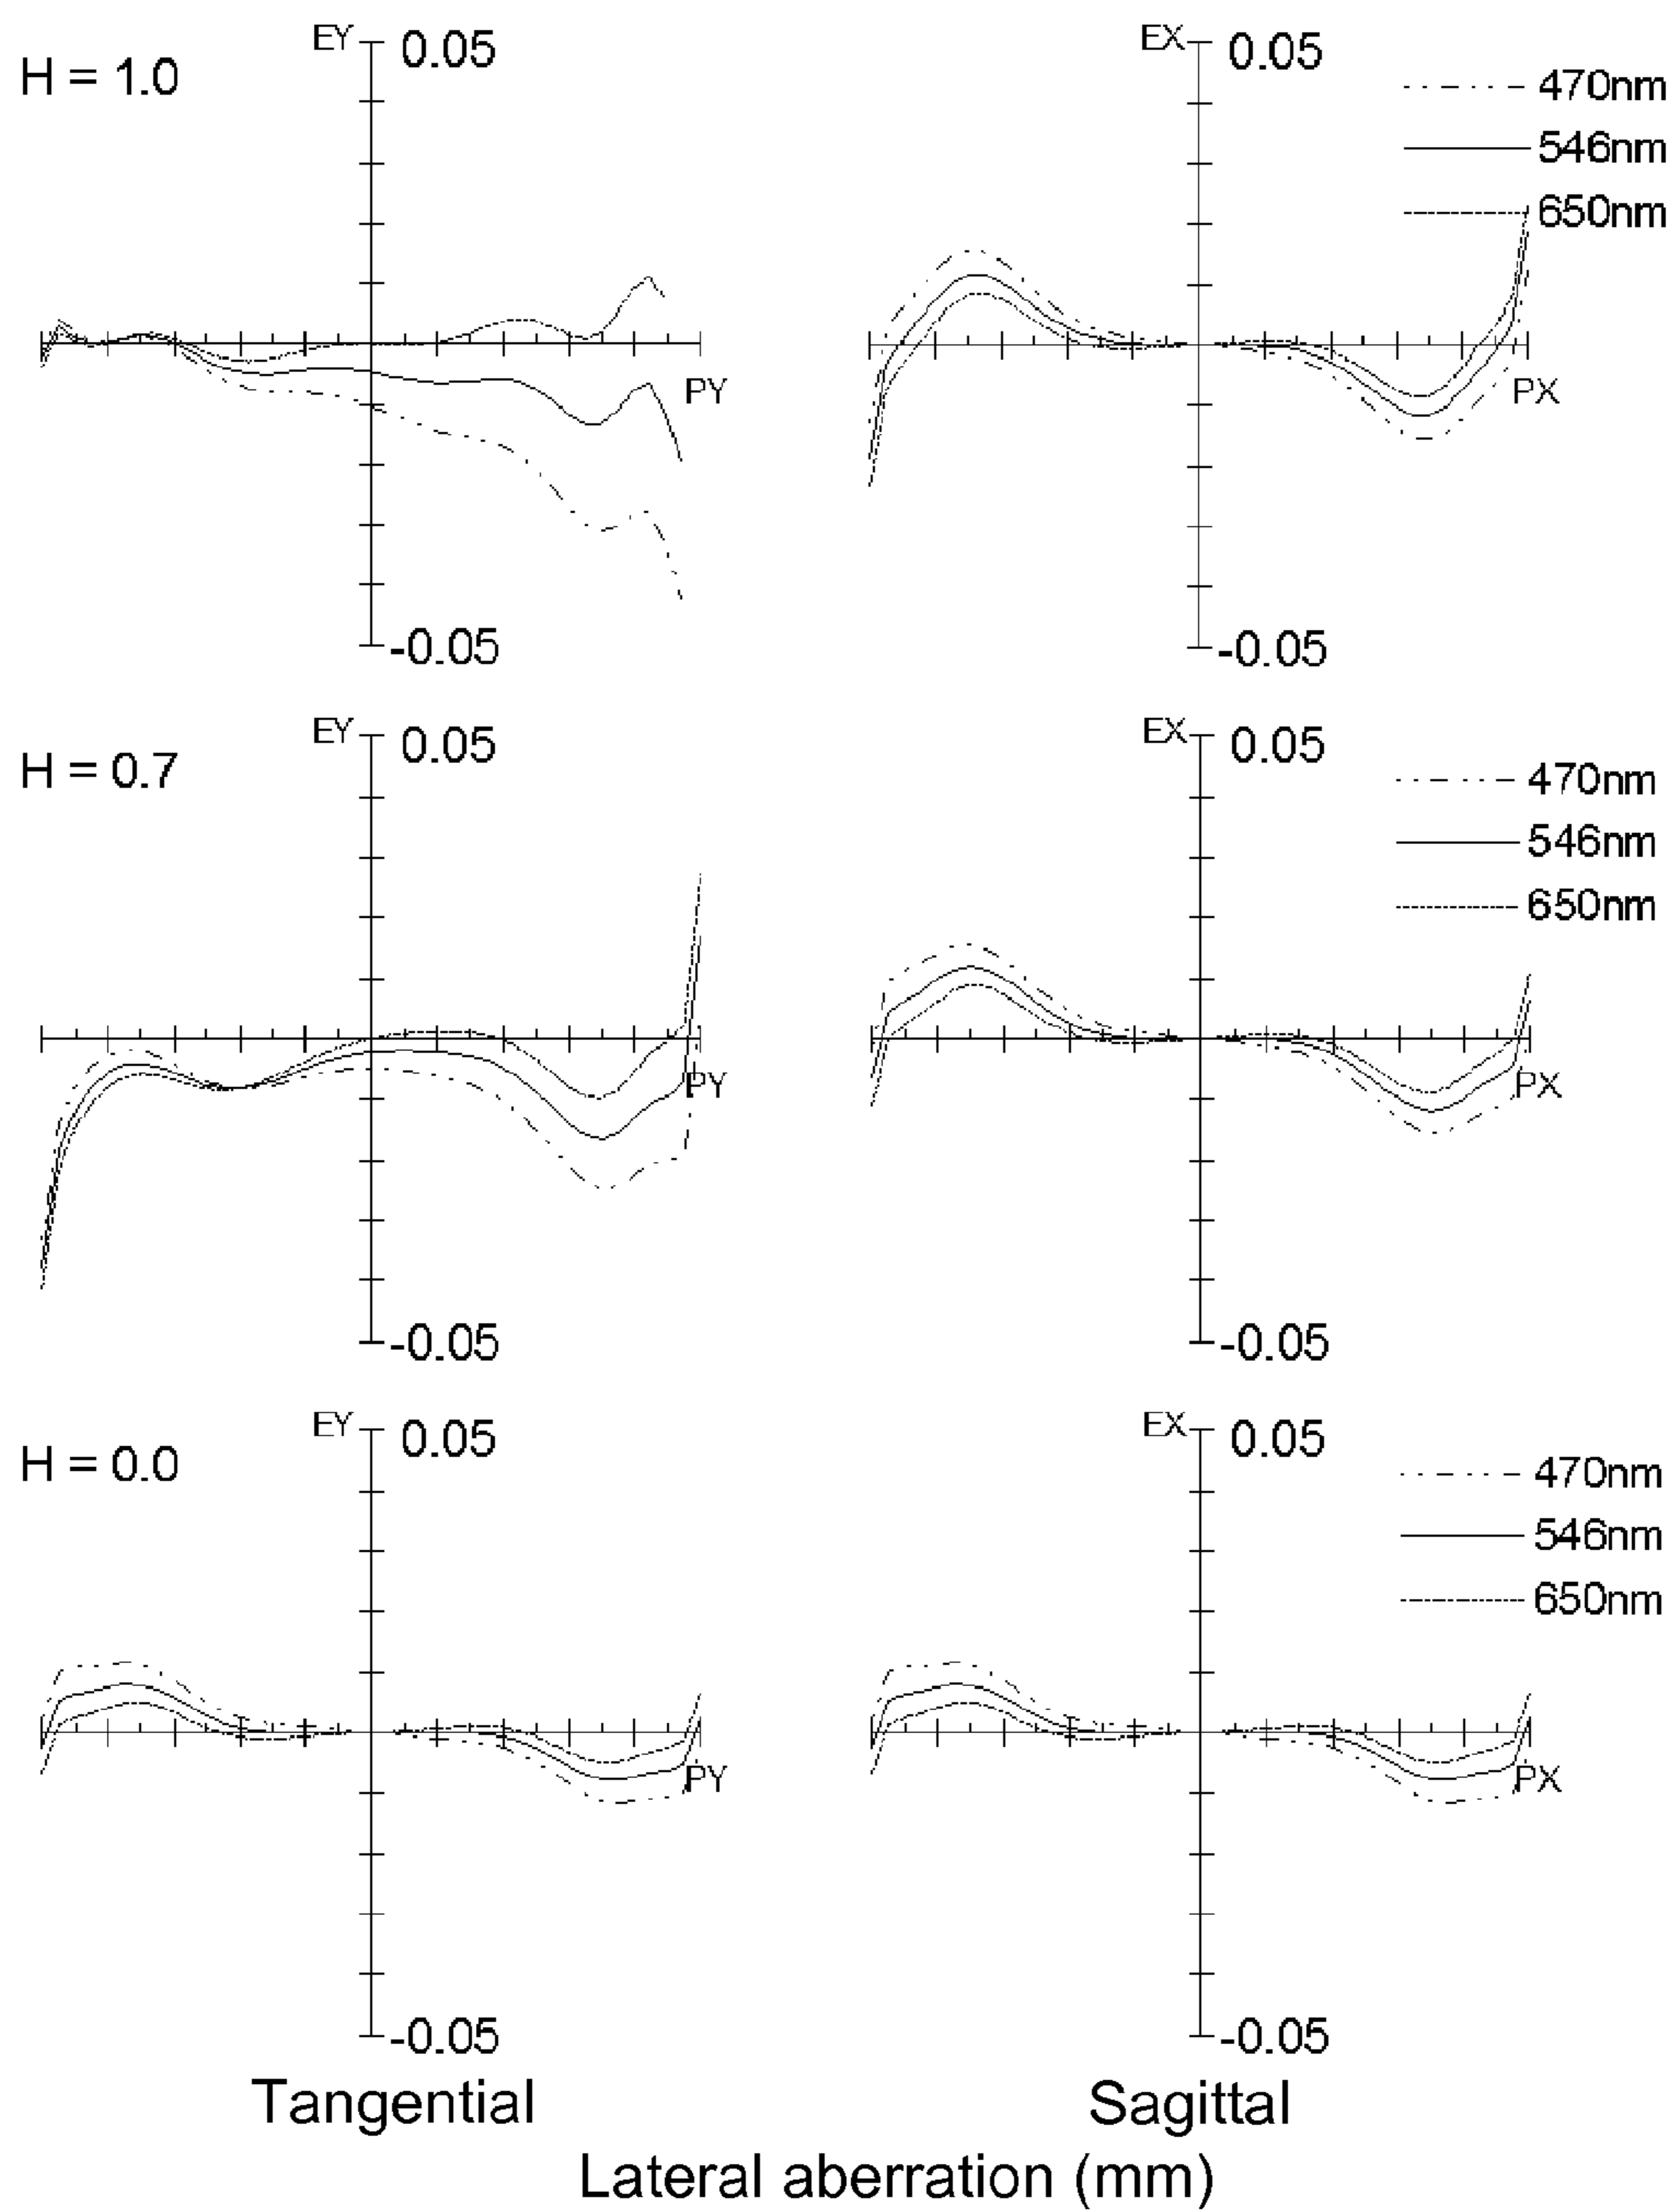 EY 0.05 EX 0.05
H = 1.0
470nm
546nm
650nm
PY PX
-0.05 -0.05
EY 0.05 EX 0.05
H = 0.7
470nm
546nm
650nm
PY PX
-0.05 -0.05
EY 0.05 EX 0.05
H = 0.0
470nm
546nm
650nm
PY PX
-0.05 -0.05
Tangential Sagittal
Lateral aberration (mm)